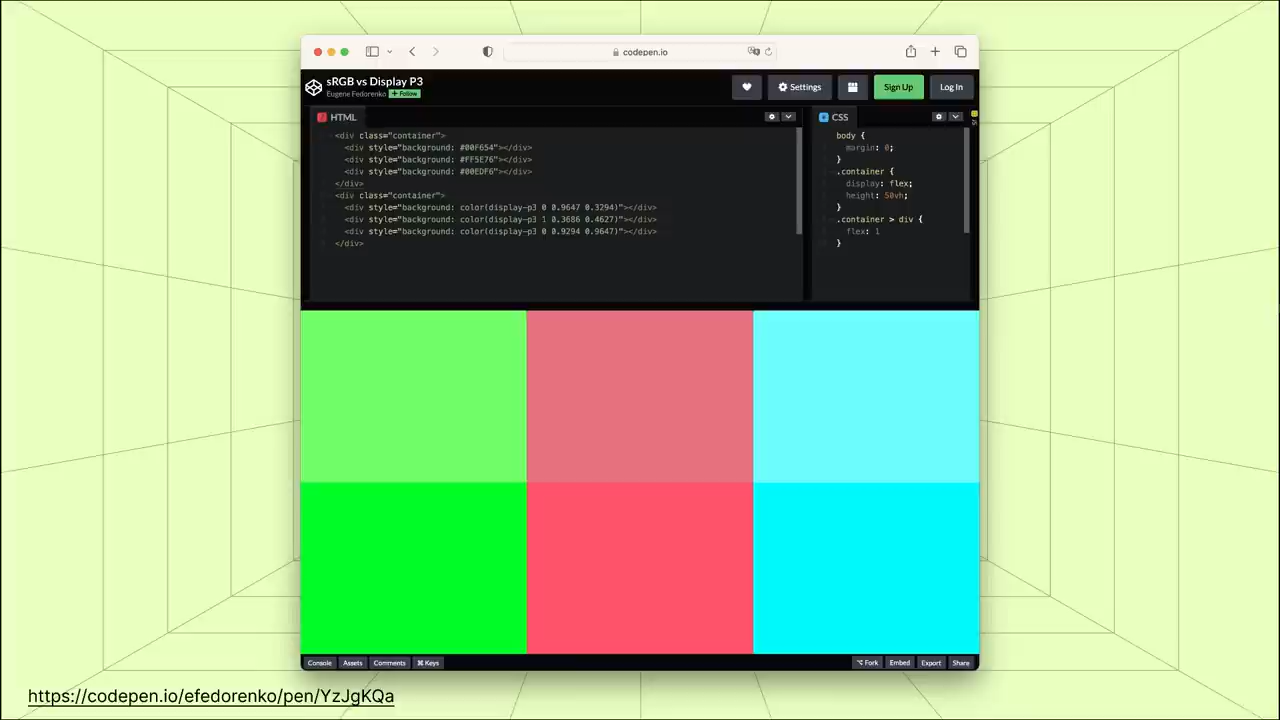 codepen.io
sRGB vs Display P3
Eugene Fedorenko + Follow
Settings
Sign Up
Log In
HTML
<div class="container">
<div style="background: #00F654"></div>
<div style="background: #FF5E76"></div>
<div style="background: #00EDF6"></div>
</div>
<div class="container">
<div style="background: color(display-p3 0 0.9647 0.3294)"></div>
<div style="background: color(display-p3 1 0.3686 0.4627)"></div>
<div style="background: color(display-p3 0 0.9294 0.9647)"></div>
</div>
CSS
body {
margin: 0;
}
.container {
display: flex;
height: 50vh;
}
.container > div {
flex: 1
}
Console Assets Comments ⌘ Keys
Fork Embed Export Share
https://codepen.io/efedorenko/pen/YzJgKQa